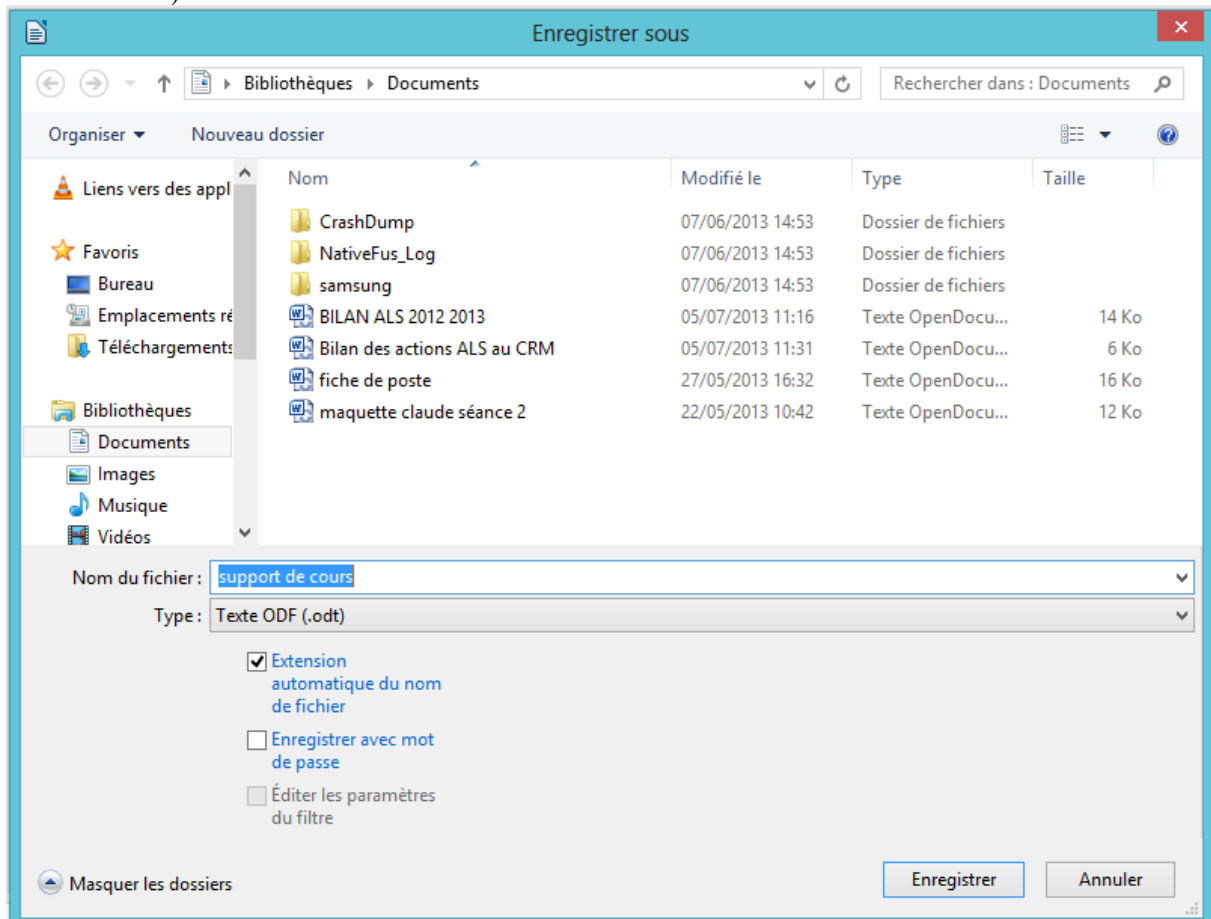 )
Enregistrer sous
Bibliothèques Documents
Rechercher dans : Documents
Organiser Nouveau dossier
Liens vers des appl
Favoris
Bureau
Emplacements ré
Téléchargements
Bibliothèques
Documents
Images
Musique
Vidéos
Nom Modifié le Type Taille
CrashDump 07/06/2013 14:53 Dossier de fichiers
NativeFus_Log 07/06/2013 14:53 Dossier de fichiers
samsung 07/06/2013 14:53 Dossier de fichiers
BILAN ALS 2012 2013 05/07/2013 11:16 Texte OpenDocu... 14 Ko
Bilan des actions ALS au CRM 05/07/2013 11:31 Texte OpenDocu... 6 Ko
fiche de poste 27/05/2013 16:32 Texte OpenDocu... 16 Ko
maquette claude séance 2 22/05/2013 10:42 Texte OpenDocu... 12 Ko
Nom du fichier : support de cours
Type : Texte ODF (.odt)
Extension
automatique du nom
de fichier
Enregistrer avec mot
de passe
Éditer les paramètres
du filtre
Masquer les dossiers
Enregistrer Annuler